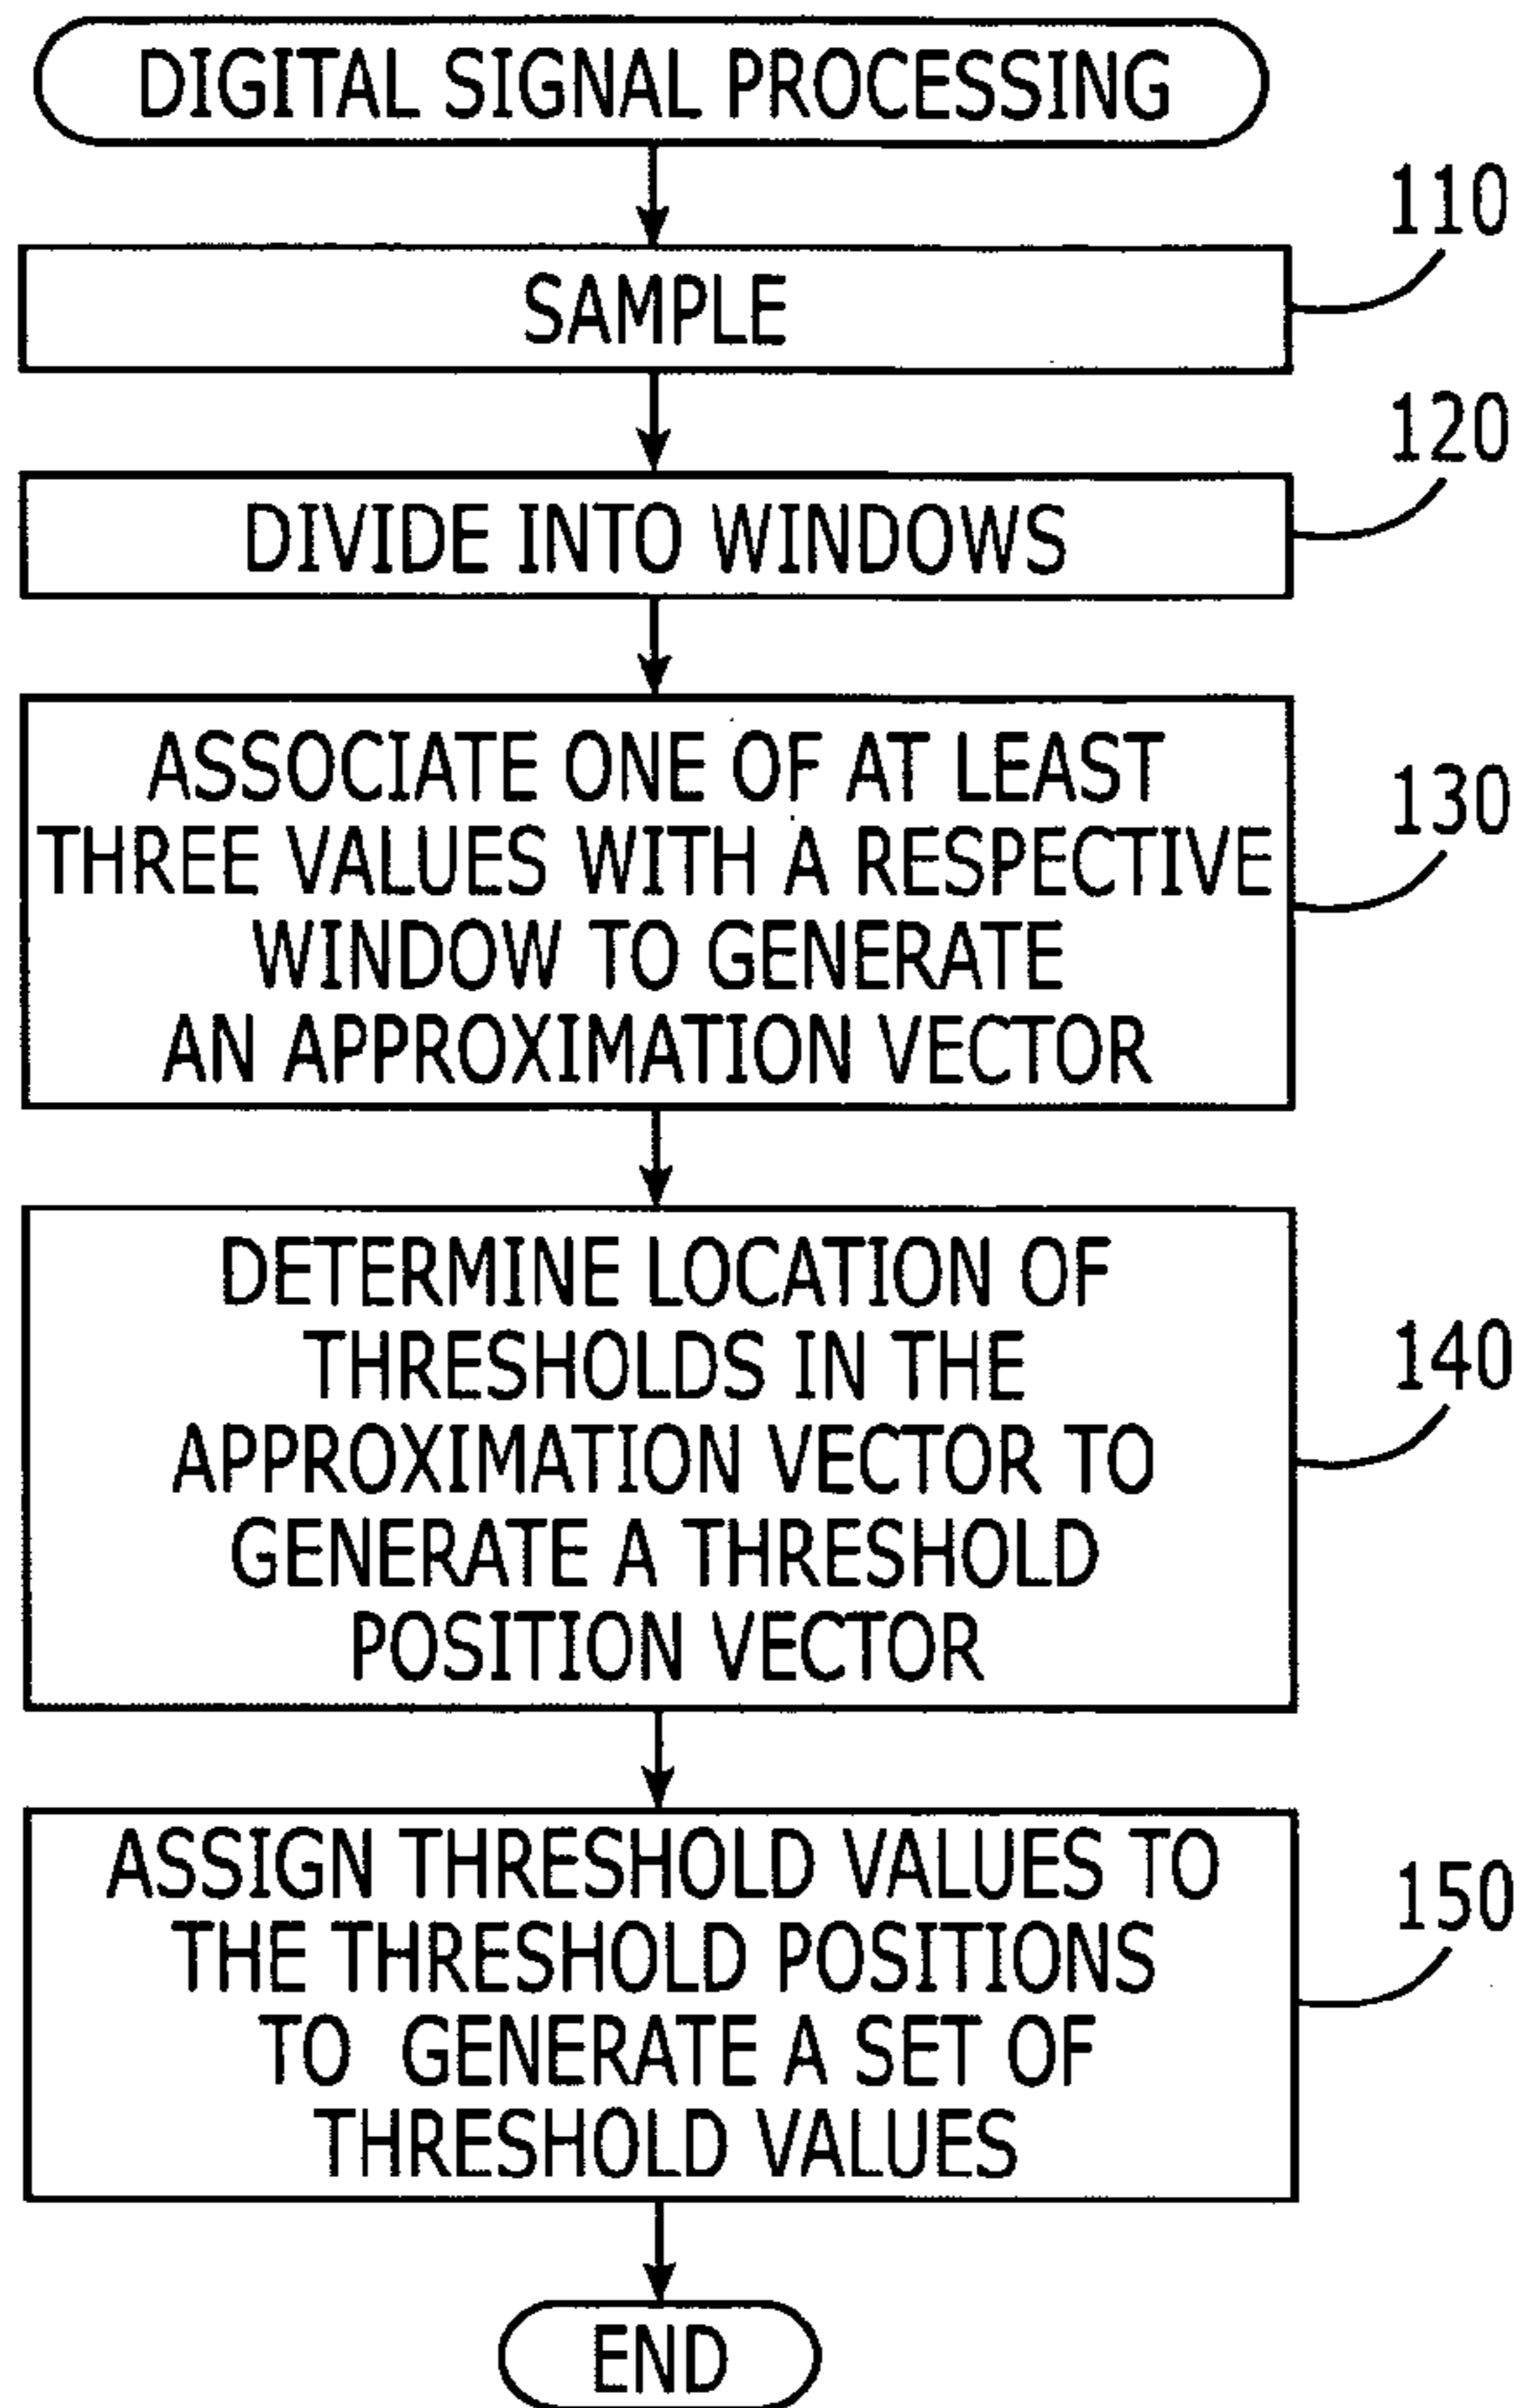 DIGITAL SIGNAL PROCESSING
110
SAMPLE
120
DIVIDE INTO WINDOWS
130
ASSOCIATE ONE OF AT LEAST
THREE VALUES WITH A RESPECTIVE
WINDOW TO GENERATE
AN APPROXIMATION VECTOR
140
DETERMINE LOCATION OF
THRESHOLDS IN THE
APPROXIMATION VECTOR TO
GENERATE A THRESHOLD
POSITION VECTOR
150
ASSIGN THRESHOLD VALUES TO
THE THRESHOLD POSITIONS
TO GENERATE A SET OF
THRESHOLD VALUES
END